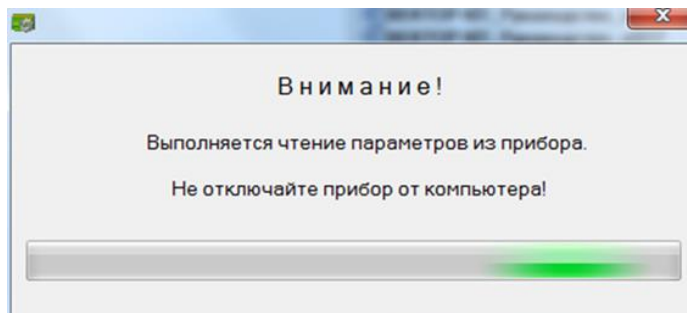 Внимание!
Выполняется чтение параметров из прибора.
Не отключайте прибор от компьютера!